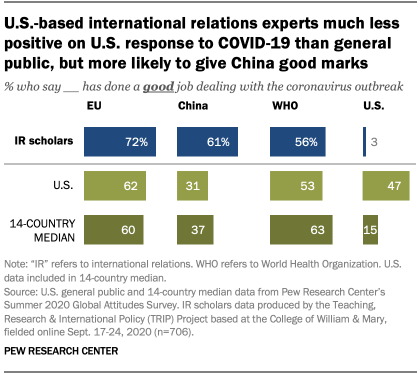 U.S.-based international relations experts much less
positive on U.S. response to COVID-19 than general
public, but more likely to give China good marks
% who say __ has done a good job dealing with the coronavirus outbreak
EU China WHO U.S.
IR scholars 72% 61% 56% 3
U.S. 62 31 53 47
14-COUNTRY
MEDIAN 60 37 63 15
Note: “IR” refers to international relations. WHO refers to World Health Organization. U.S.
data included in 14-country median.
Source: U.S. general public and 14-country median data from Pew Research Center’s
Summer 2020 Global Attitudes Survey. IR scholars data produced by the Teaching,
Research & International Policy (TRIP) Project based at the College of William & Mary,
fielded online Sept. 17-24, 2020 (n=706).
PEW RESEARCH CENTER